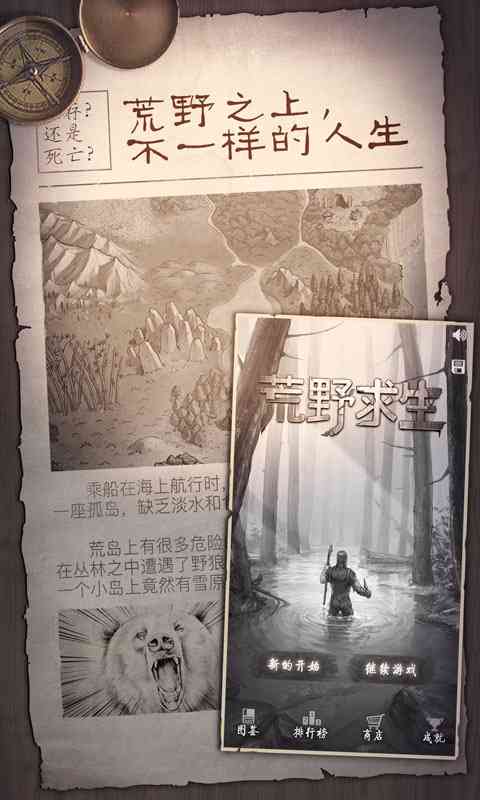 生存?
还是
死亡?
荒野之上,
不一样的人生
乘船在海上航行时,
一座孤岛, 缺乏淡水和
荒岛上有很多危险
在丛林之中遭遇了野狼
一个小岛上竟然有雪原
荒野求生
新的开始
继续游戏
图鉴
排行榜
商店
成就